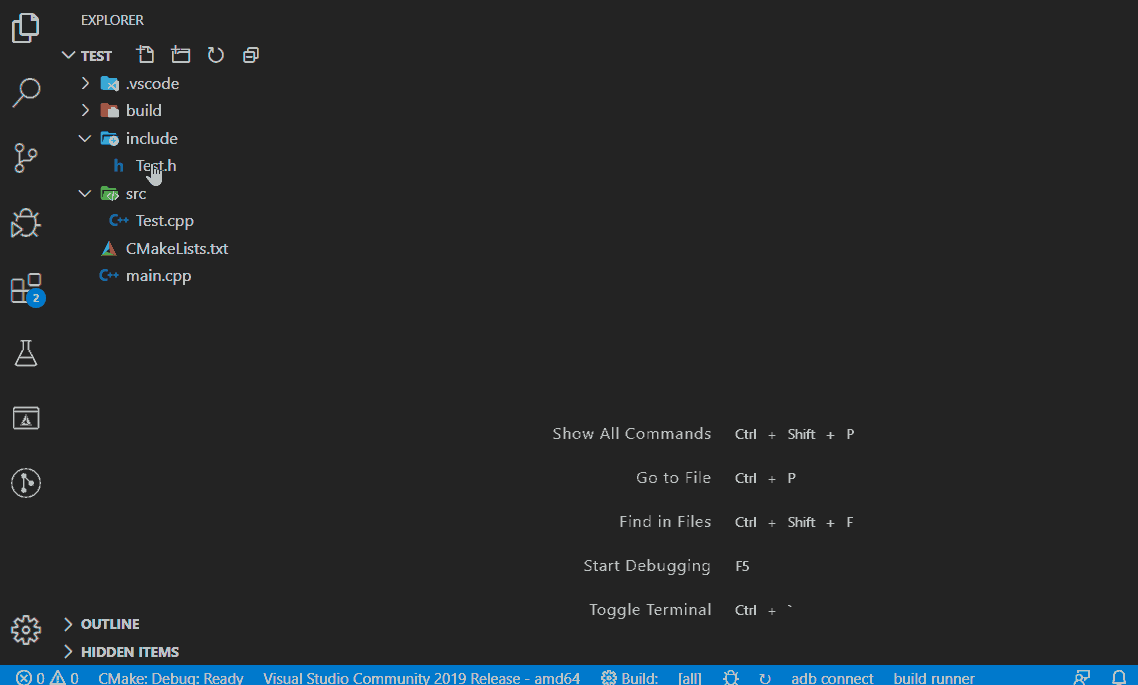 EXPLORER
TEST
.vscode
build
include
h Test.h
src
C++ Test.cpp
CMakeLists.txt
C++ main.cpp
2
Show All Commands Ctrl + Shift + P
Go to File Ctrl + P
Find in Files Ctrl + Shift + F
Start Debugging F5
Toggle Terminal Ctrl + `
OUTLINE
HIDDEN ITEMS
0 0 CMake: Debug: Ready Visual Studio Community 2019 Release - amd64 Build: [all] adb connect build runner